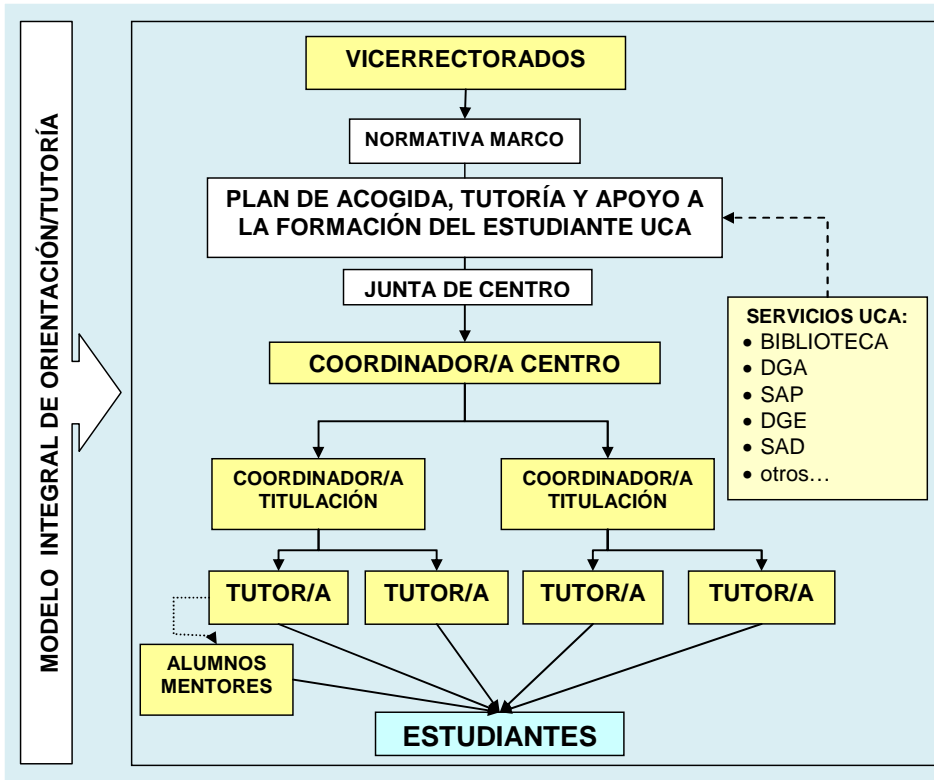 MODELO INTEGRAL DE ORIENTACIÓN/TUTORÍA
VICERRECTORADOS
NORMATIVA MARCO
PLAN DE ACOGIDA, TUTORÍA Y APOYO A
LA FORMACIÓN DEL ESTUDIANTE UCA
JUNTA DE CENTRO
SERVICIOS UCA:
• BIBLIOTECA
• DGA
• SAP
• DGE
• SAD
• otros…
COORDINADOR/A CENTRO
COORDINADOR/A
TITULACIÓN
COORDINADOR/A
TITULACIÓN
TUTOR/A
TUTOR/A
TUTOR/A
TUTOR/A
ALUMNOS
MENTORES
ESTUDIANTES